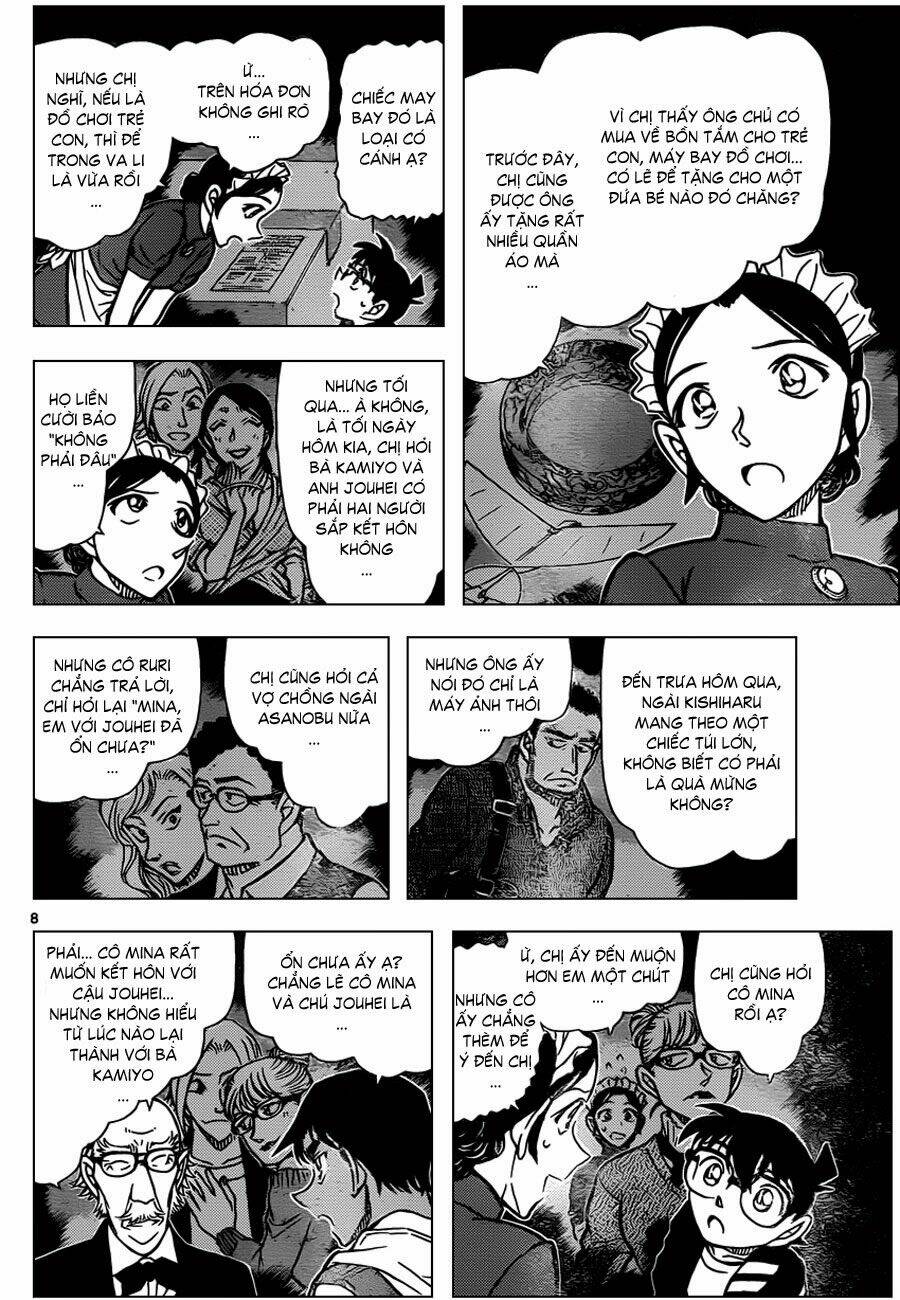 VÌ CHỊ THẤY ÔNG CHỦ CÓ
MUA VỀ BỒN TẮM CHO TRẺ
CON, MÁY BAY ĐỒ CHƠI...
CÓ LẼ ĐỂ TẶNG CHO MỘT
ĐỨA BÉ NÀO ĐÓ CHĂNG?
TRƯỚC ĐÂY,
CHỊ CŨNG
ĐƯỢC ÔNG
ẤY TẶNG RẤT
NHIỀU QUẦN
ÁO MÀ
...
CHIẾC MAY
BAY ĐÓ LÀ
LOẠI CÓ
CÁNH Ạ?
Ừ...
TRÊN HÓA ĐƠN
KHÔNG GHI RÕ
...
NHƯNG CHỊ
NGHĨ, NẾU LÀ
ĐỒ CHƠI TRẺ
CON, THÌ ĐỂ
TRONG VA LI
LÀ VỪA RỒI
...
NHƯNG TỐI
QUA... À KHÔNG,
LÀ TỐI NGÀY
HÔM KIA, CHỊ HỎI
BÀ KAMIYO VÀ
ANH JOUHEI CÓ
PHẢI HAI NGƯỜI
SẮP KẾT HÔN
KHÔNG
...
HỌ LIỀN
CƯỜI BẢO
"KHÔNG
PHẢI ĐÂU"
...
ĐẾN TRƯA HÔM QUA,
NGÀI KISHIHARU
MANG THEO MỘT
CHIẾC TÚI LỚN,
KHÔNG BIẾT CÓ PHẢI
LÀ QUÀ MỪNG
KHÔNG?
NHƯNG ÔNG ẤY
NÓI ĐÓ CHỈ LÀ
MÁY ẢNH THÔI
...
CHỊ CŨNG HỎI CẢ
VỢ CHỒNG NGÀI
ASANOBU NỮA
...
NHƯNG CÔ RURI
CHẲNG TRẢ LỜI,
CHỈ HỎI LẠI "MINA,
EM VỚI JOUHEI ĐÃ
ỔN CHƯA?"
...
8
CHỊ CŨNG HỎI
CÔ MINA
RỒI Ạ?
Ừ, CHỊ ẤY ĐẾN MUỘN
HƠN EM MỘT CHÚT
...
NHƯNG CÔ
ẤY CHẲNG
THÈM ĐỂ
Ý ĐẾN CHỊ
...
ỔN CHƯA ẤY Ạ?
CHẲNG LẼ CÔ MINA
VÀ CHÚ JOUHEI LÀ
...
PHẢI... CÔ MINA RẤT
MUỐN KẾT HÔN VỚI
CẬU JOUHEI...
NHƯNG KHÔNG HIỂU
TỪ LÚC NÀO LẠI
THÀNH VỚI BÀ
KAMIYO
...